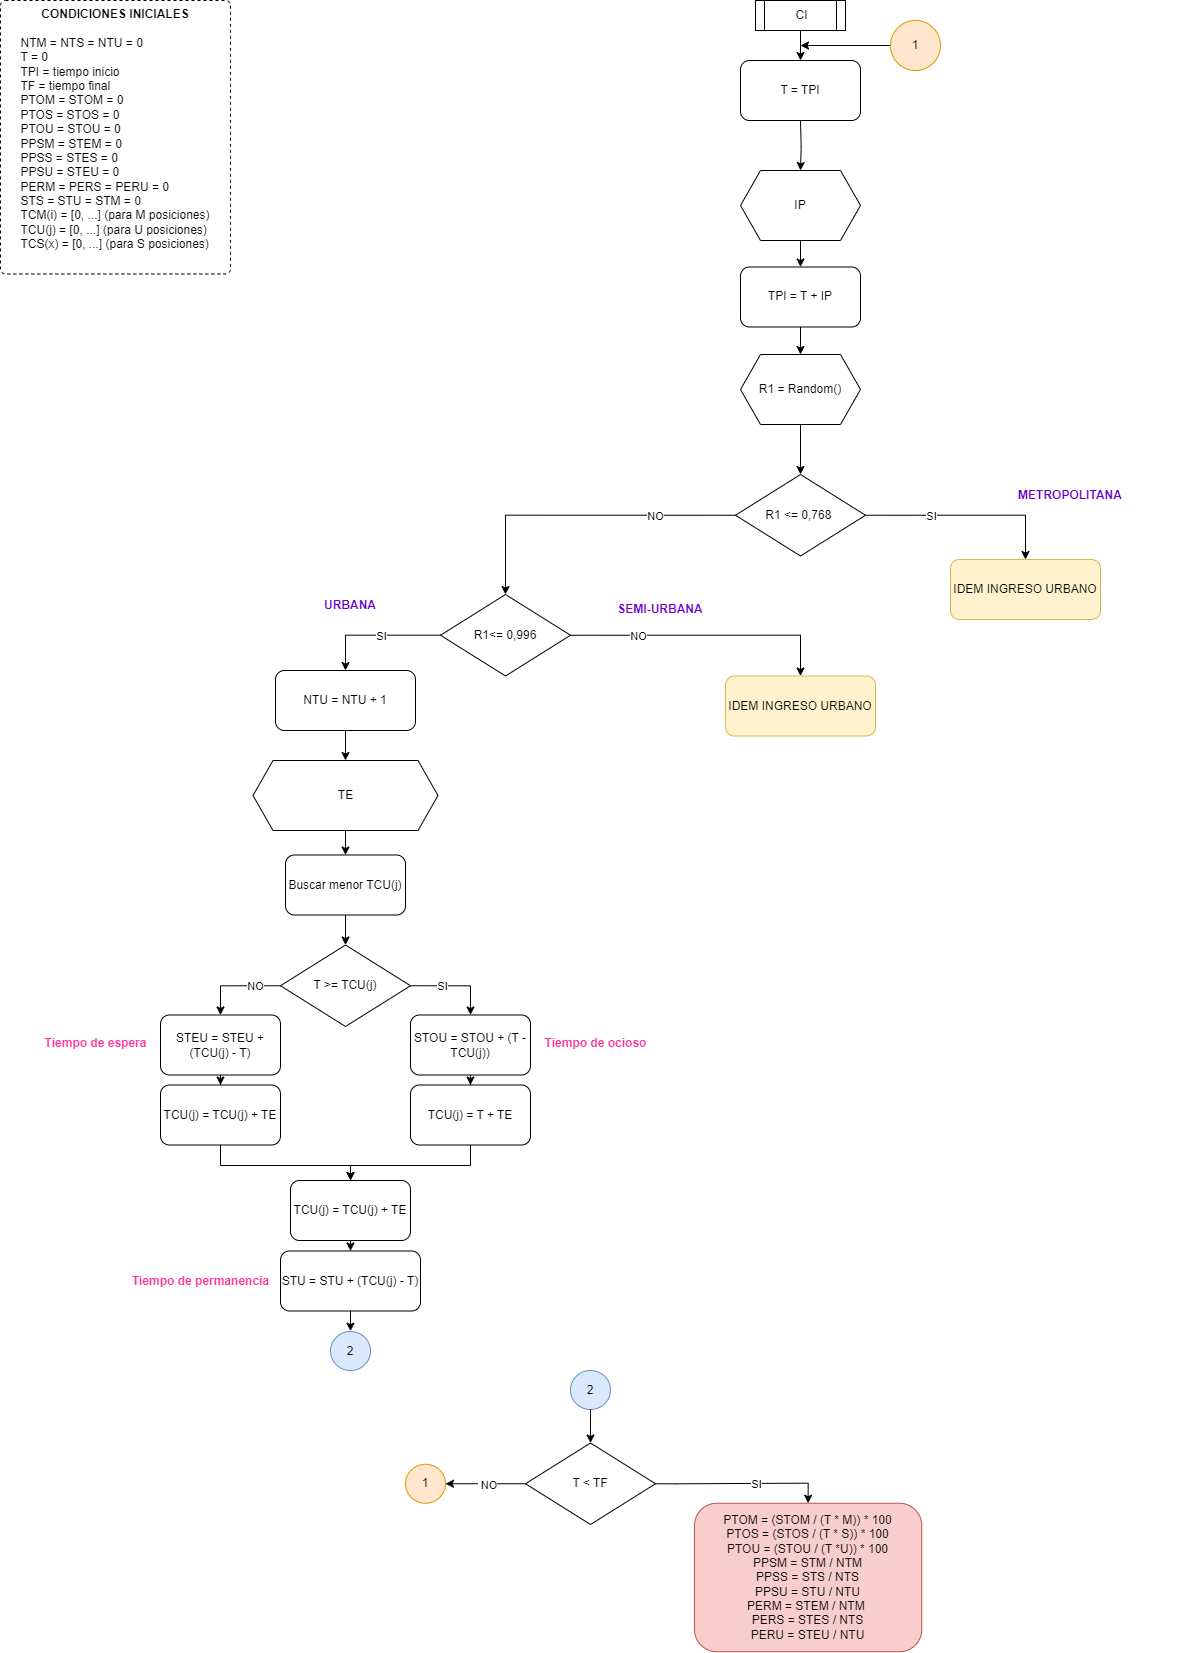 CONDICIONES INICIALES
NTM = NTS = NTU = 0
T = 0
TPI = tiempo inicio
TF = tiempo final
PTOM = STOM = 0
PTOS = STOS = 0
PTOU = STOU = 0
PPSM = STEM = 0
PPSS = STES = 0
PPSU = STEU = 0
PERM = PERS = PERU = 0
STS = STU = STM = 0
TCM(i) = [0, ...] (para M posiciones)
TCU(j) = [0, ...] (para U posiciones)
TCS(x) = [0, ...] (para S posiciones)
CI
1
T = TPI
IP
TPI = T + IP
R1 = Random()
R1 <= 0,768
NO
SI
METROPOLITANA
IDEM INGRESO URBANO
R1<= 0,996
URBANA
SI
SEMI-URBANA
NO
IDEM INGRESO URBANO
NTU = NTU + 1
TE
Buscar menor TCU(j)
T >= TCU(j)
NO
SI
Tiempo de espera
STEU = STEU +
(TCU(j) - T)
STOU = STOU + (T -
TCU(j))
Tiempo de ocioso
TCU(j) = TCU(j) + TE
TCU(j) = T + TE
TCU(j) = TCU(j) + TE
Tiempo de permanencia
STU = STU + (TCU(j) - T)
2
2
T < TF
NO
1
SI
PTOM = (STOM / (T * M)) * 100
PTOS = (STOS / (T * S)) * 100
PTOU = (STOU / (T *U)) * 100
PPSM = STM / NTM
PPSS = STS / NTS
PPSU = STU / NTU
PERM = STEM / NTM
PERS = STES / NTS
PERU = STEU / NTU